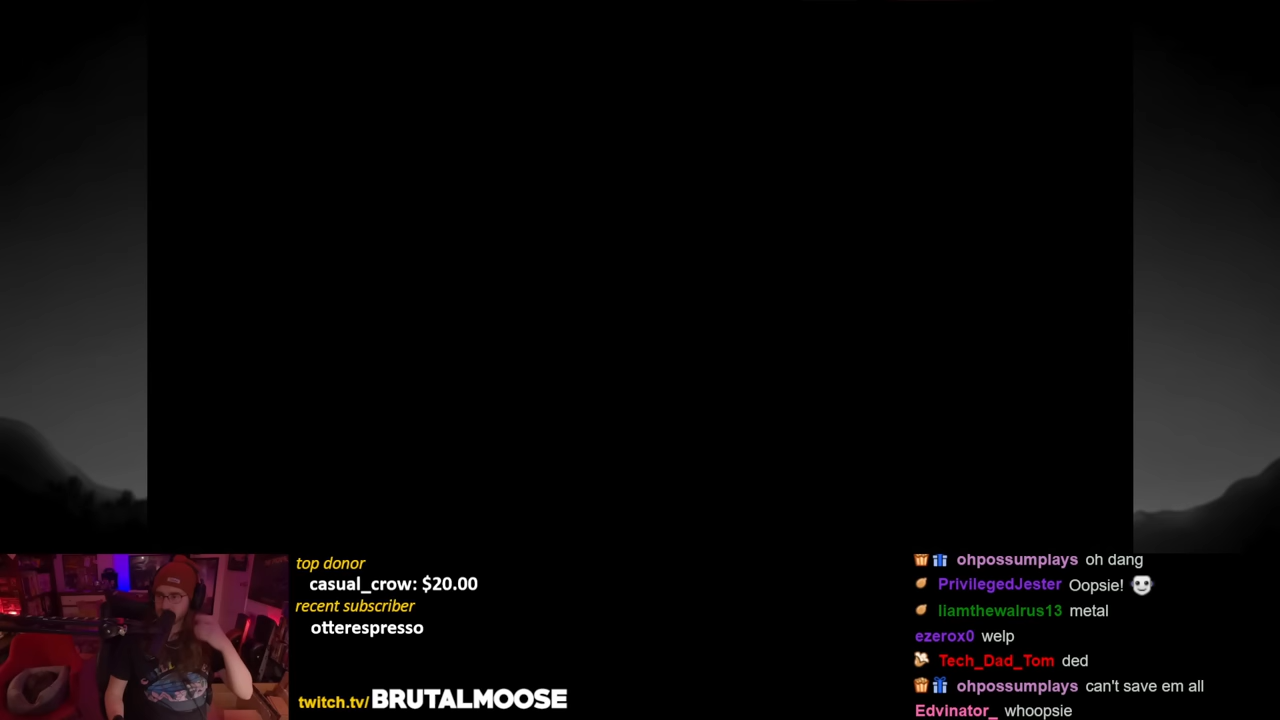 top donor
casual_crow: $20.00
recent subscriber
otterespresso
twitch.tv/BRUTALMOOSE
ohpossumplays oh dang
PrivilegedJester Oopsie!
liamthewalrus13 metal
ezerox0 welp
Tech_Dad_Tom ded
ohpossumplays can't save em all
Edvinator_ whoopsie